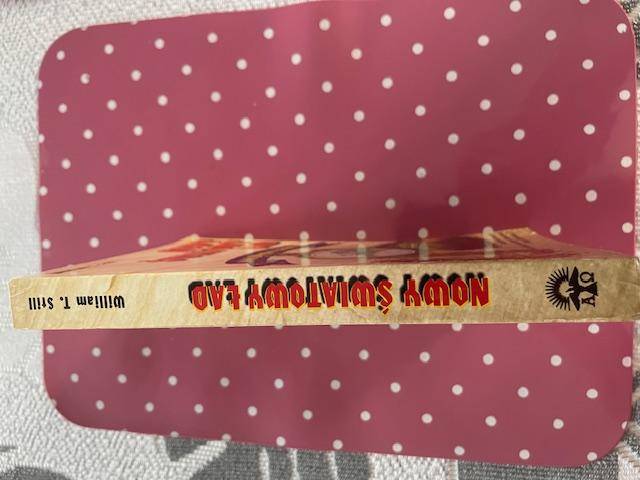 William T. Still
NOWY ŚWIATOWY ŁAD
ΑΩ